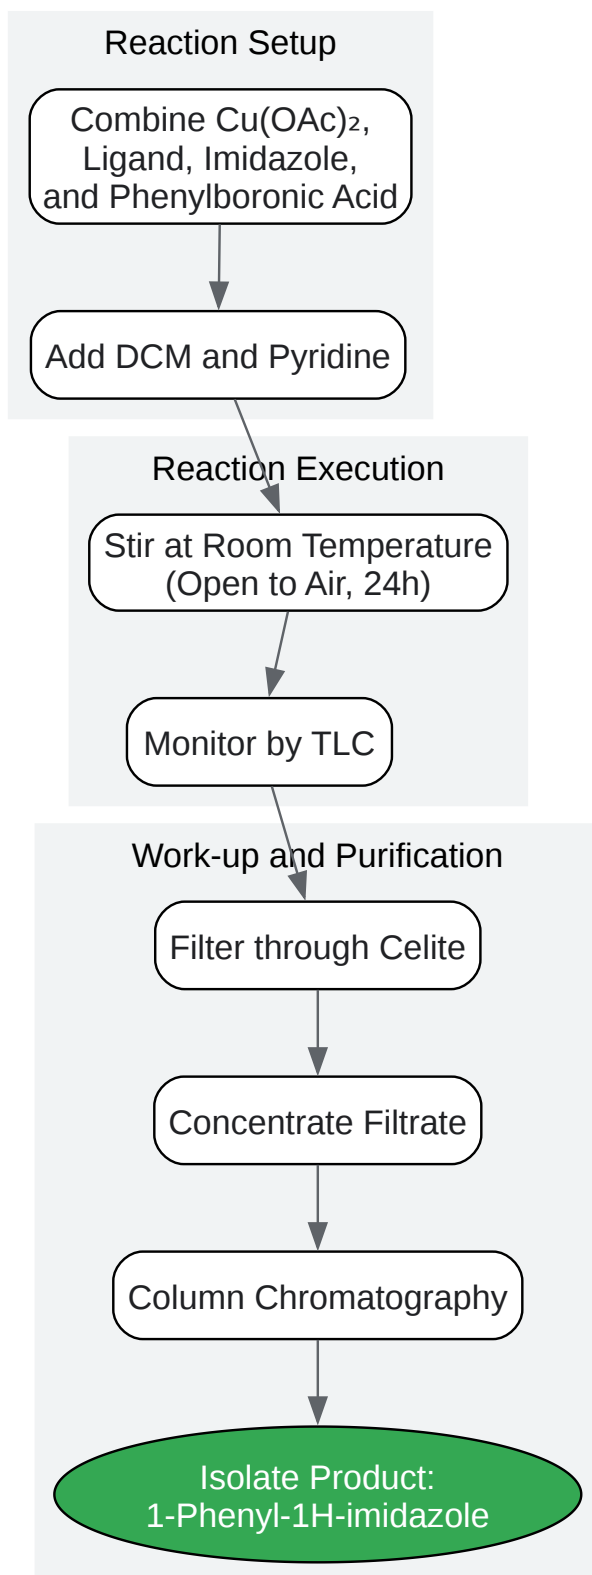 Reaction Setup
Combine Cu(OAc)₂,
Ligand, Imidazole,
and Phenylboronic Acid
Add DCM and Pyridine
Reaction Execution
Stir at Room Temperature
(Open to Air, 24h)
Monitor by TLC
Work-up and Purification
Filter through Celite
Concentrate Filtrate
Column Chromatography
Isolate Product:
1-Phenyl-1H-imidazole